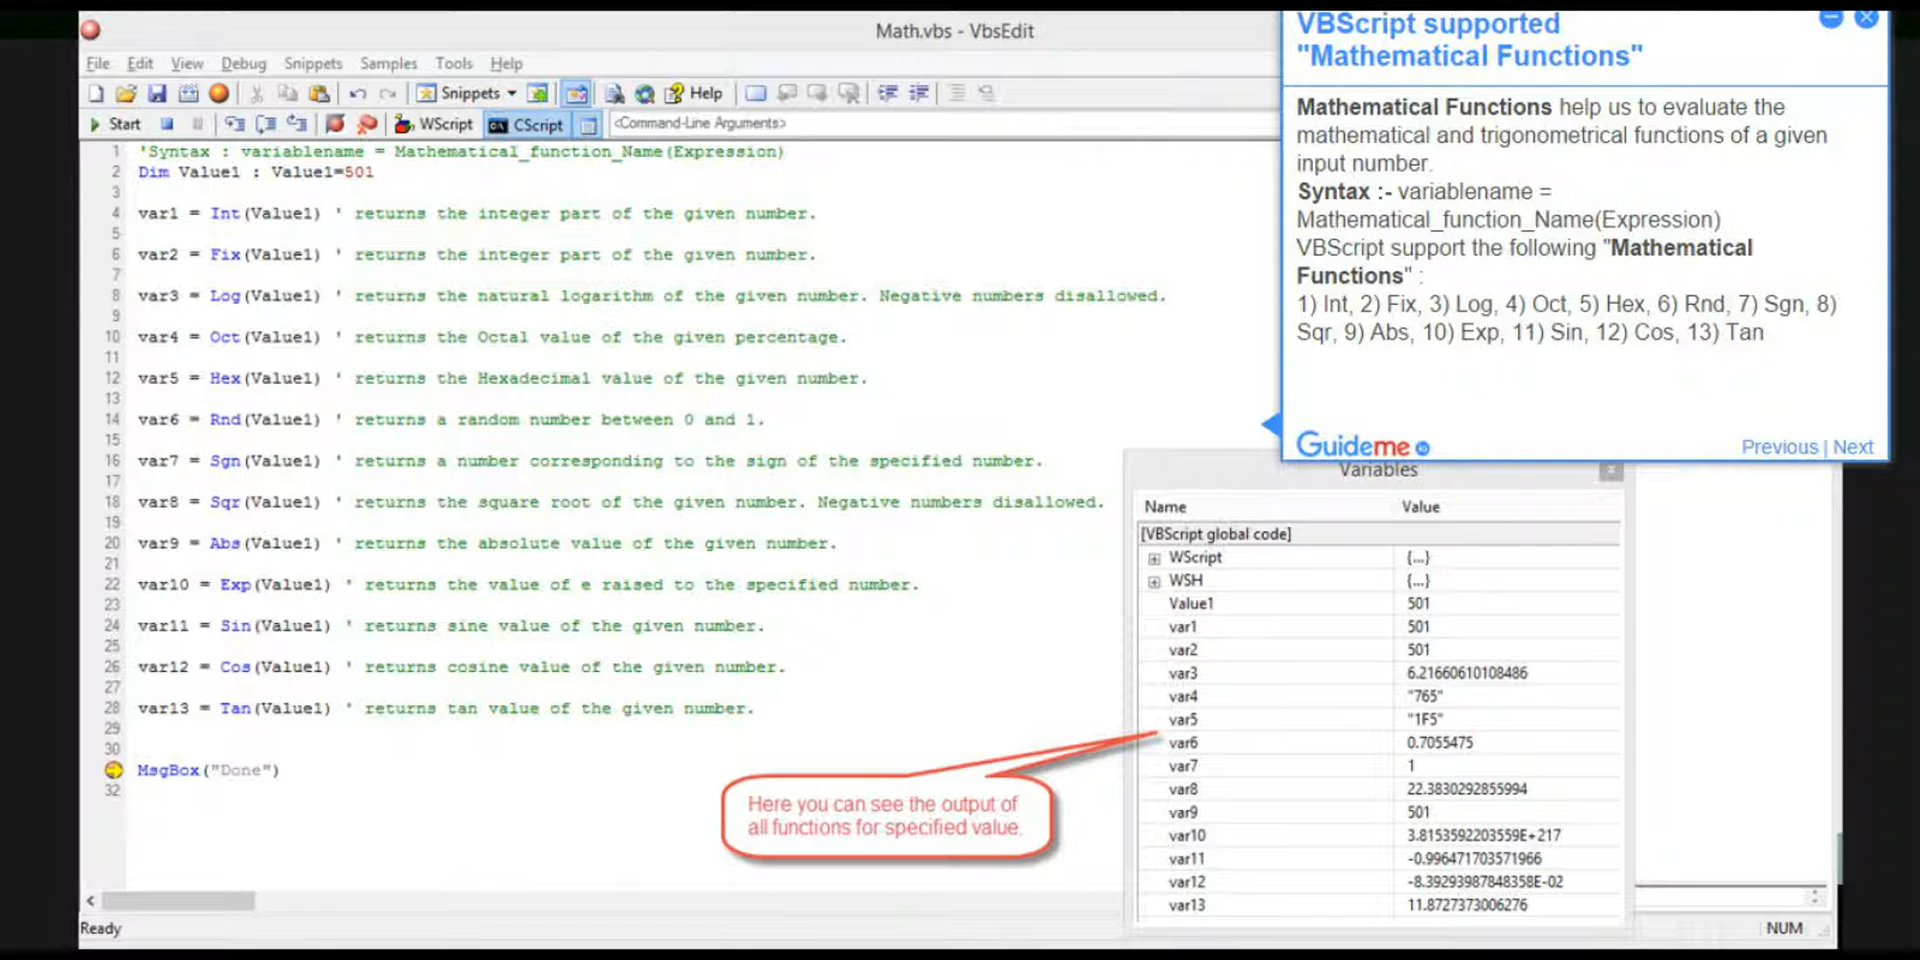 Math.vbs - VbsEdit
File Edit View Debug Snippets Samples Tools Help
Snippets Help
Start WScript CScript <Command-Line Arguments>
1 'Syntax : variablename = Mathematical_function_Name(Expression)
2 Dim Value1 : Value1=501
3
4 var1 = Int(Value1) ' returns the integer part of the given number.
5
6 var2 = Fix(Value1) ' returns the integer part of the given number.
7
8 var3 = Log(Value1) ' returns the natural logarithm of the given number. Negative numbers disallowed.
9
10 var4 = Oct(Value1) ' returns the Octal value of the given percentage.
11
12 var5 = Hex(Value1) ' returns the Hexadecimal value of the given number.
13
14 var6 = Rnd(Value1) ' returns a random number between 0 and 1.
15
16 var7 = Sgn(Value1) ' returns a number corresponding to the sign of the specified number.
17
18 var8 = Sqr(Value1) ' returns the square root of the given number. Negative numbers disallowed.
19
20 var9 = Abs(Value1) ' returns the absolute value of the given number.
21
22 var10 = Exp(Value1) ' returns the value of e raised to the specified number.
23
24 var11 = Sin(Value1) ' returns sine value of the given number.
25
26 var12 = Cos(Value1) ' returns cosine value of the given number.
27
28 var13 = Tan(Value1) ' returns tan value of the given number.
29
30
MsgBox("Done")
32
Here you can see the output of
all functions for specified value.
VBScript supported
"Mathematical Functions"
Mathematical Functions help us to evaluate the
mathematical and trigonometrical functions of a given
input number.
Syntax :- variablename =
Mathematical_function_Name(Expression)
VBScript support the following "Mathematical
Functions" :
1) Int, 2) Fix, 3) Log, 4) Oct, 5) Hex, 6) Rnd, 7) Sgn, 8)
Sqr, 9) Abs, 10) Exp, 11) Sin, 12) Cos, 13) Tan
Guideme io
Previous | Next
Variables
Name Value
[VBScript global code]
WScript {...}
WSH {...}
Value1 501
var1 501
var2 501
var3 6.21660610108486
var4 "765"
var5 "1F5"
var6 0.7055475
var7 1
var8 22.3830292855994
var9 501
var10 3.8153592203559E+217
var11 -0.996471703571966
var12 -8.39293987848358E-02
var13 11.8727373006276
Ready NUM